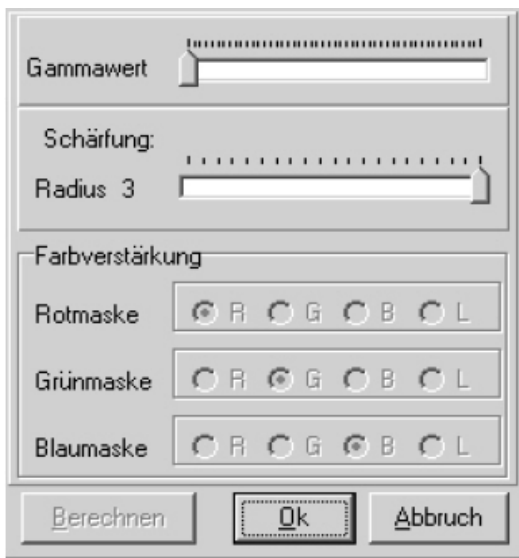 Gammawert
Schärfung:
Radius 3
Farbverstärkung
Rotmaske R G B L
Grünmaske R G B L
Blaumaske R G B L
Berechnen Ok Abbruch